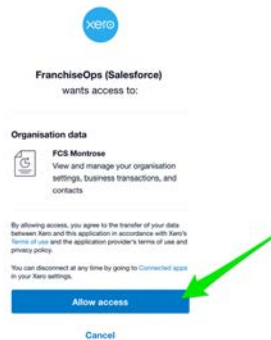 xero
FranchiseOps (Salesforce)
wants access to:
Organisation data
FCS Montrose
View and manage your organisation
settings, business transactions, and
contacts
By allowing access, you agree to the transfer of your data
between Xero and this application in accordance with Xero's
Terms of use and the application provider's terms of use and
privacy policy.
You can disconnect at any time by going to Connected apps
in your Xero settings.
Allow access
Cancel